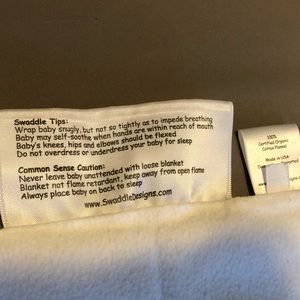 Swaddle Tips:
Wrap baby snugly, but not so tightly as to impede breathing
Baby may self-soothe when hands are within reach of mouth
Baby's knees, hips and elbows should be flexed
Do not overdress or underdress your baby for sleep
Common Sense Caution:
Never leave baby unattended with loose blanket
Blanket not flame retardant, keep away from open flame
Always place baby on back to sleep
www.SwaddleDesigns.com
100%
Certified Organic
Cotton Flannel
Made in USA